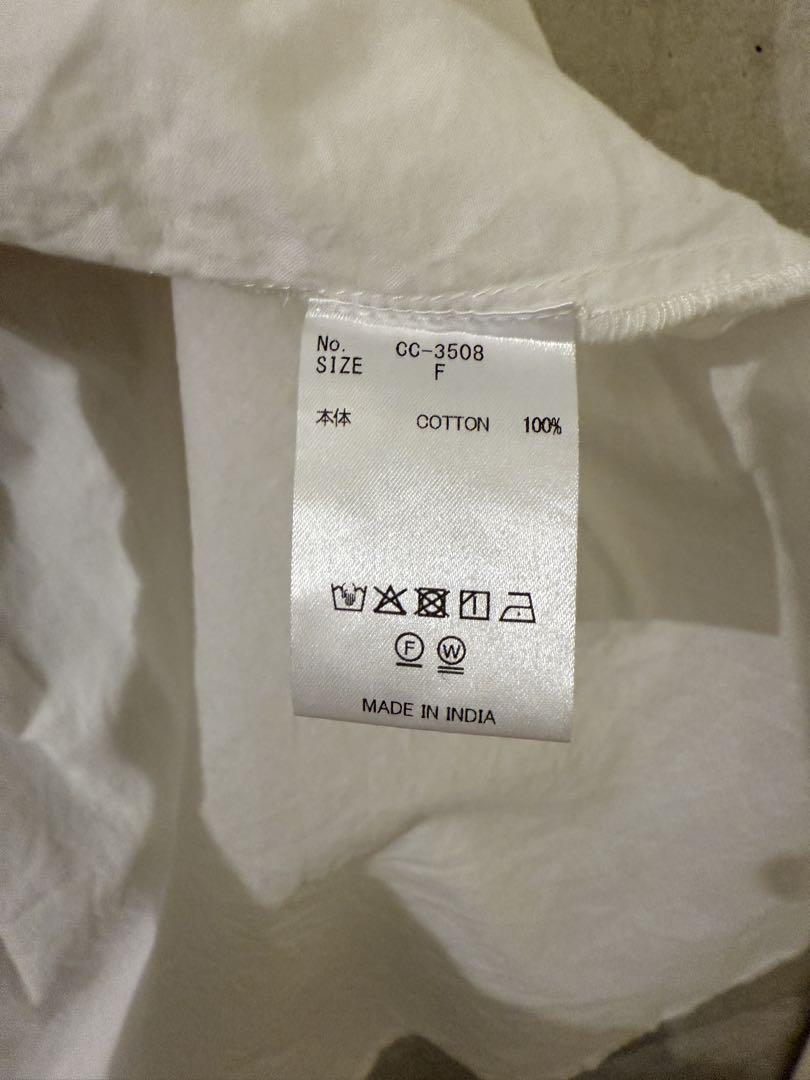 No. CC-3508
SIZE F
本体 COTTON 100%
F W
MADE IN INDIA